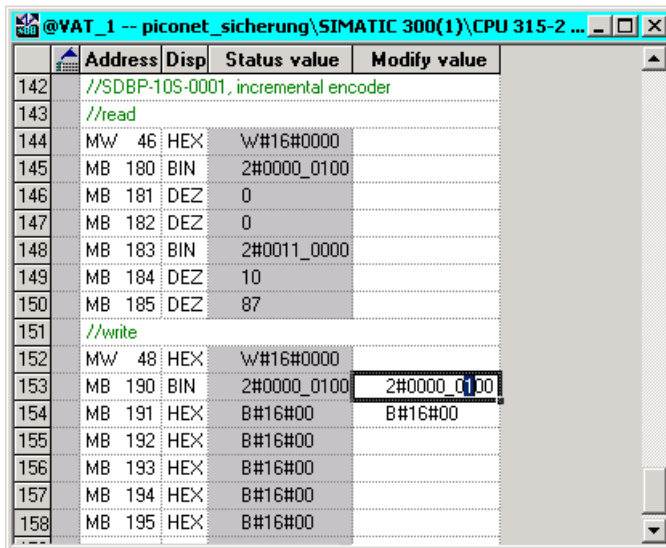 @VAT_1 -- piconet_sicherung\SIMATIC 300(1)\CPU 315-2 ...
Address Disp Status value Modify value
142 //SDBP-10S-0001, incremental encoder
143 //read
144 MW 46 HEX W#16#0000
145 MB 180 BIN 2#0000_0100
146 MB 181 DEZ 0
147 MB 182 DEZ 0
148 MB 183 BIN 2#0011_0000
149 MB 184 DEZ 10
150 MB 185 DEZ 87
151 //write
152 MW 48 HEX W#16#0000
153 MB 190 BIN 2#0000_0100 2#0000_0100
154 MB 191 HEX B#16#00 B#16#00
155 MB 192 HEX B#16#00
156 MB 193 HEX B#16#00
157 MB 194 HEX B#16#00
158 MB 195 HEX B#16#00